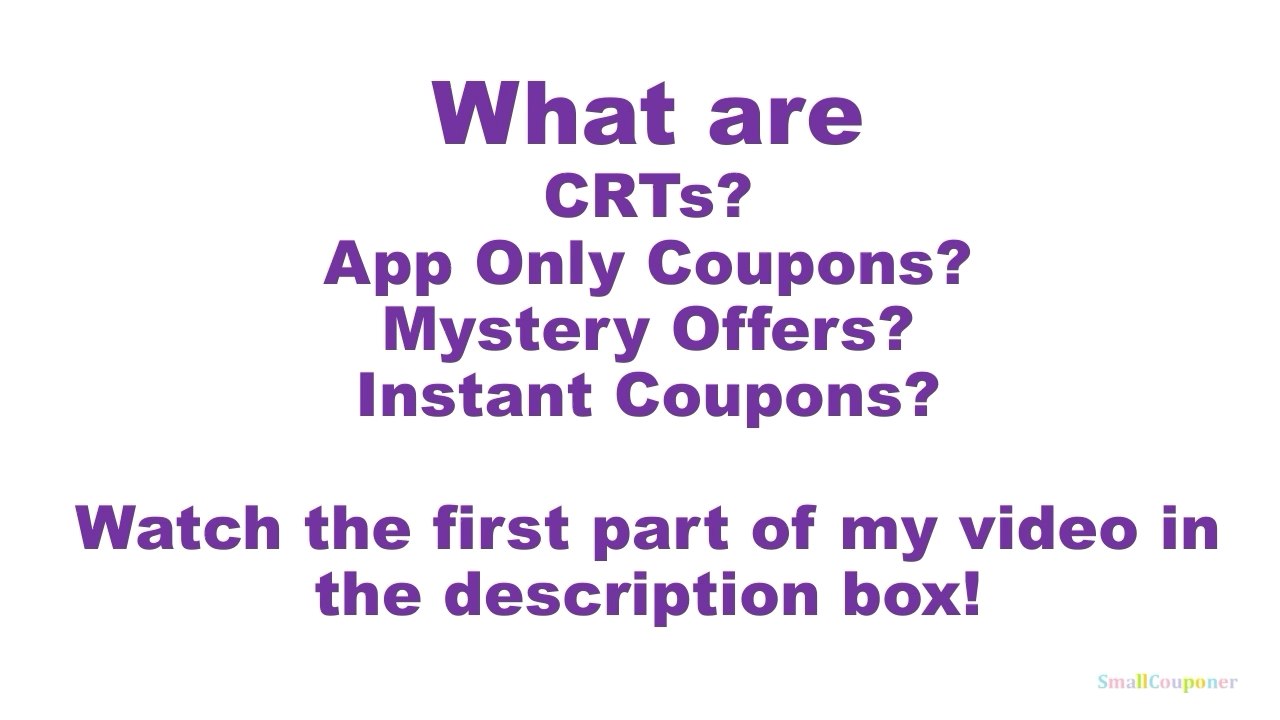 What are
CRTs?
App Only Coupons?
Mystery Offers?
Instant Coupons?
Watch the first part of my video in
the description box!
SmallCouponer